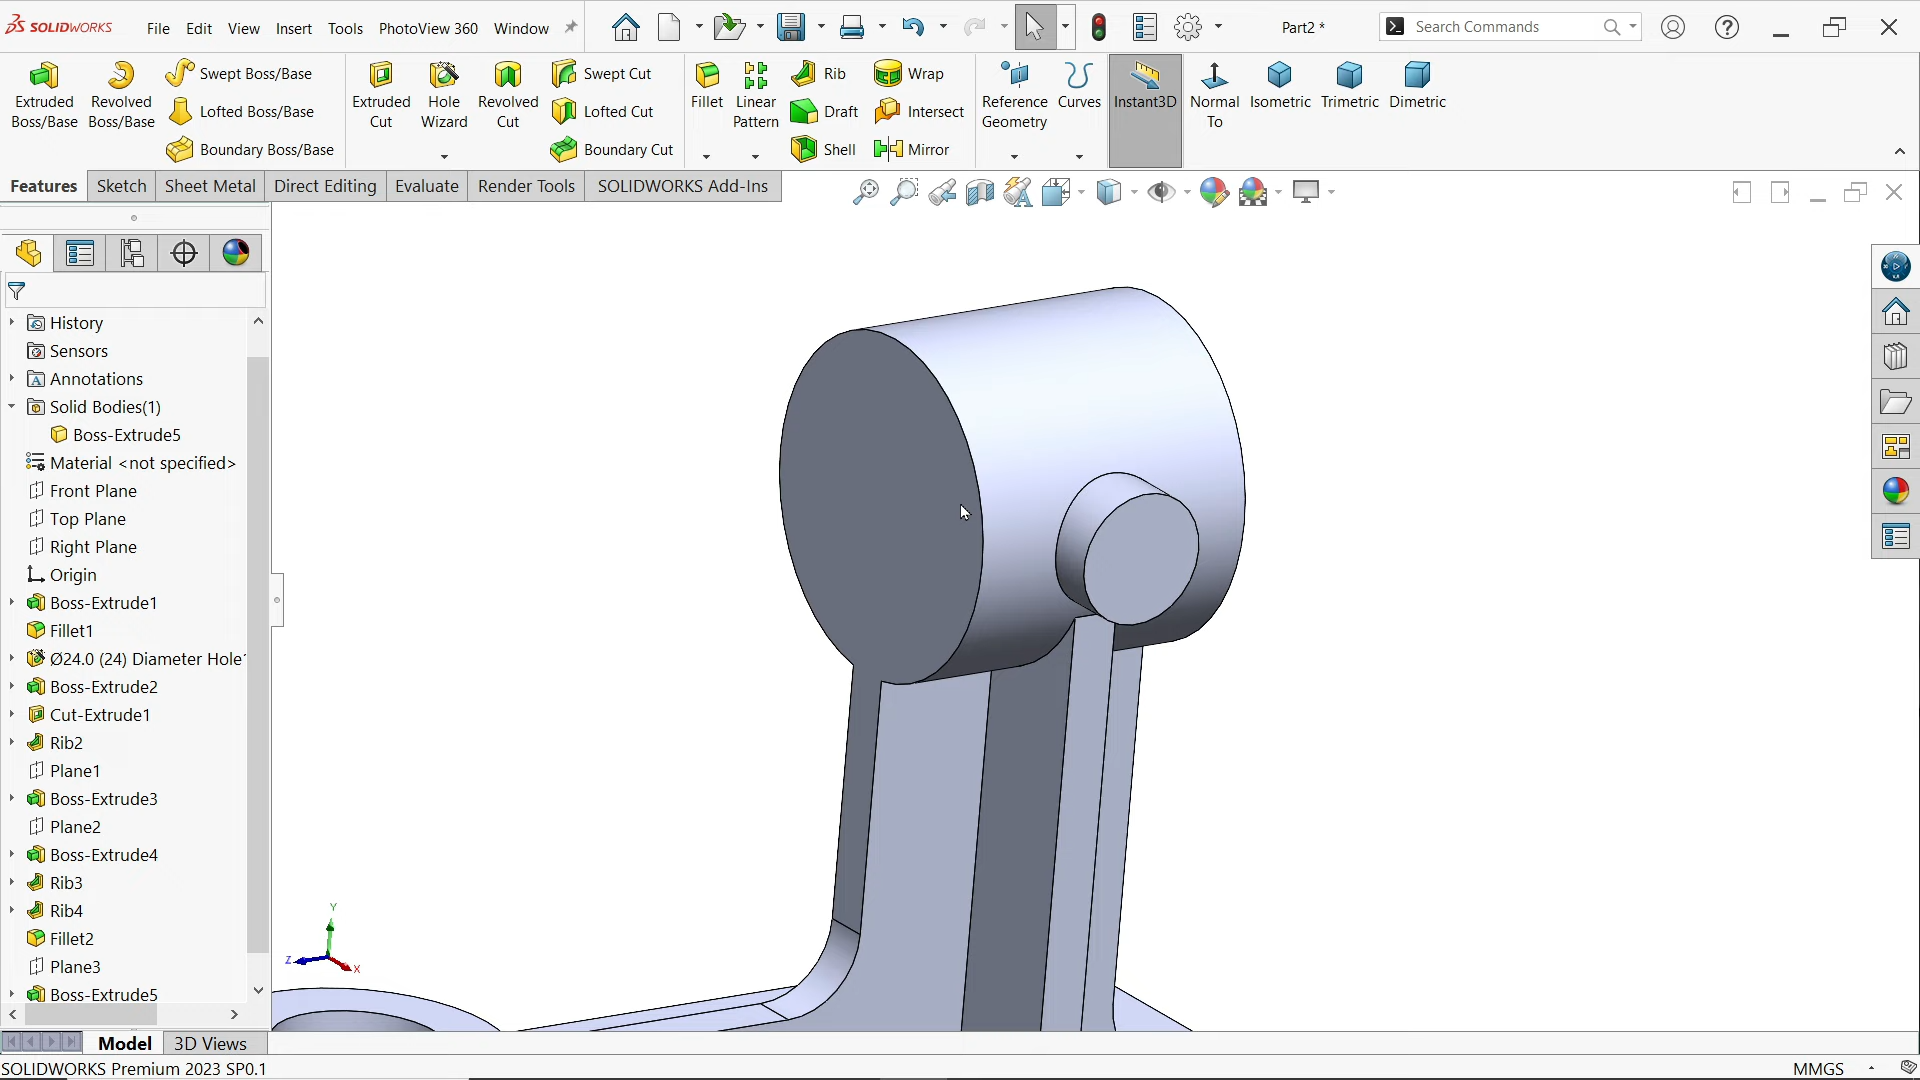 SOLIDWORKS File Edit View Insert Tools PhotoView 360 Window Part2 * Search Commands
Extruded Boss/Base
Revolved Boss/Base
Swept Boss/Base
Lofted Boss/Base
Boundary Boss/Base
Extruded Cut
Hole Wizard
Revolved Cut
Swept Cut
Lofted Cut
Boundary Cut
Fillet
Linear Pattern
Rib
Draft
Shell
Wrap
Intersect
Mirror
Reference Geometry
Curves
Instant3D
Normal To
Isometric
Trimetric
Dimetric
Features Sketch Sheet Metal Direct Editing Evaluate Render Tools SOLIDWORKS Add-Ins
History
Sensors
Annotations
Solid Bodies(1)
Boss-Extrude5
Material <not specified>
Front Plane
Top Plane
Right Plane
Origin
Boss-Extrude1
Fillet1
Ø24.0 (24) Diameter Hole1
Boss-Extrude2
Cut-Extrude1
Rib2
Plane1
Boss-Extrude3
Plane2
Boss-Extrude4
Rib3
Rib4
Fillet2
Plane3
Boss-Extrude5
Y
Z
X
Model 3D Views
SOLIDWORKS Premium 2023 SP0.1 MMGS